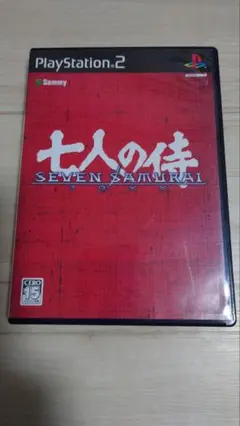 PlayStation 2
Sammy
七人の侍
SEVEN SAMURAI
CERO
15